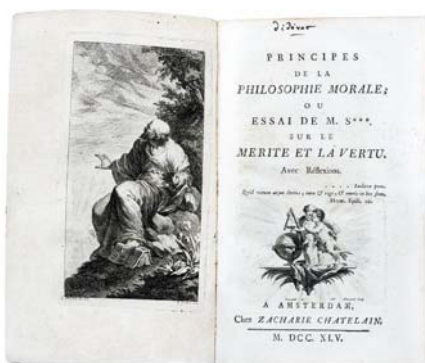 diderot
PRINCIPES
DE LA
PHILOSOPHIE MORALE;
OU
ESSAI DE M. S***.
SUR LE
MERITE ET LA VERTU.
Avec Réflexions.
A AMSTERDAM,
Chez ZACHARIE CHATELAIN.
M. DCC. XLV.